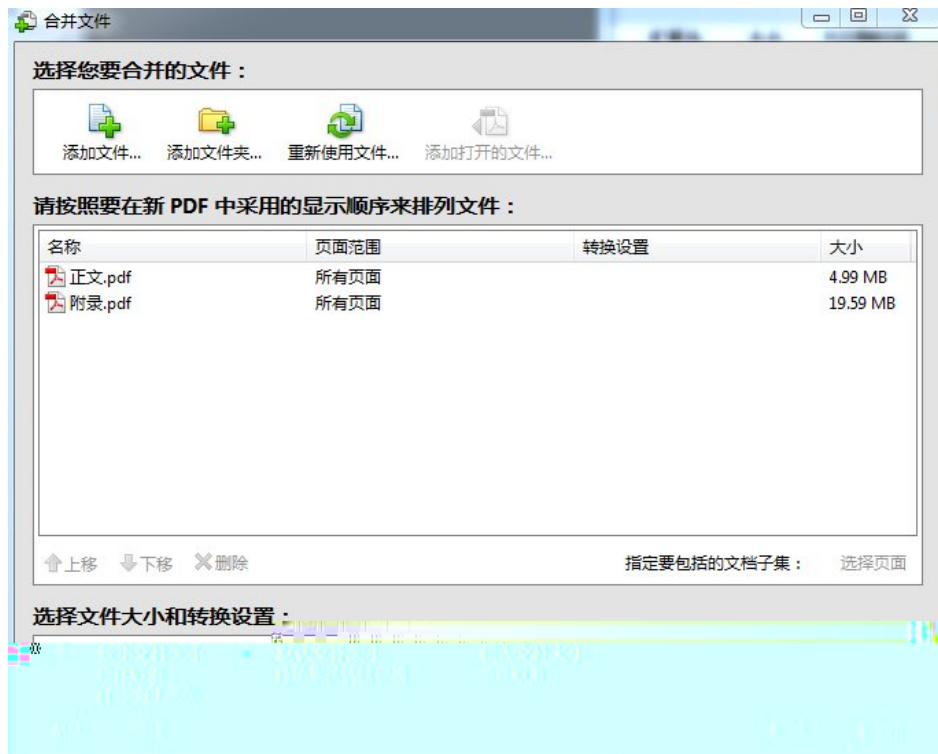 合并文件
选择您要合并的文件：
添加文件... 添加文件夹... 重新使用文件... 添加打开的文件...
请按照要在新 PDF 中采用的显示顺序来排列文件：
名称 页面范围 转换设置 大小
正文.pdf 所有页面 4.99 MB
附录.pdf 所有页面 19.59 MB
上移 下移 删除 指定要包括的文档子集： 选择页面
选择文件大小和转换设置：